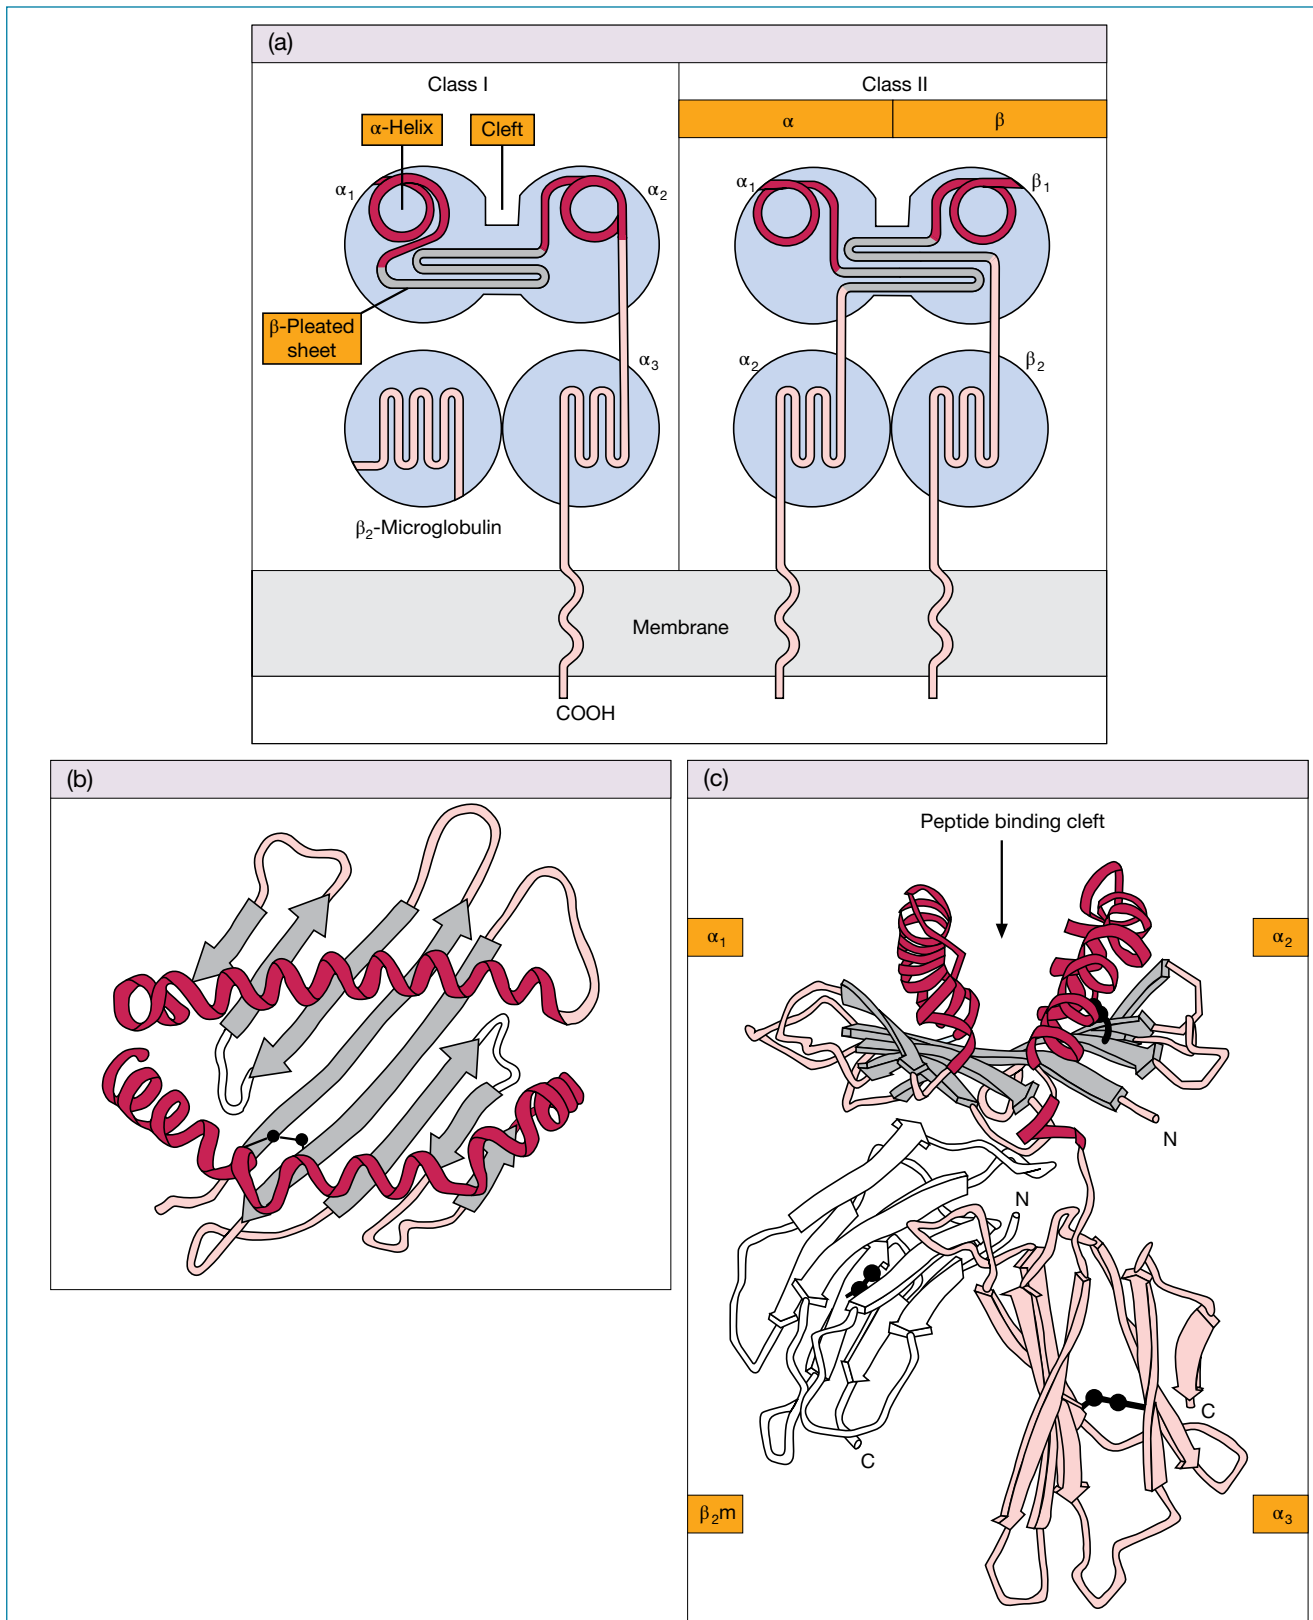 (a)
Class I
Class II
α
β
α-Helix
Cleft
α₁
α₂
α₁
β₁
β-Pleated
sheet
α₃
α₂
β₂
β₂-Microglobulin
Membrane
COOH
(b)
(c)
Peptide binding cleft
α₁
α₂
N
N
C
C
β₂m
α₃